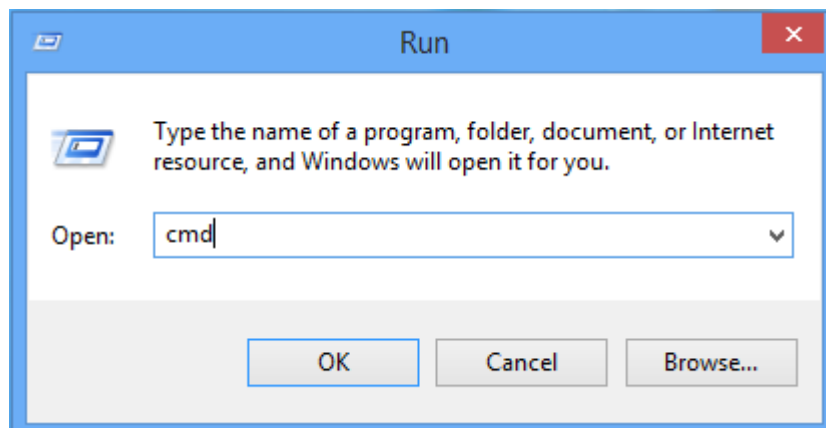 Run
Type the name of a program, folder, document, or Internet
resource, and Windows will open it for you.
Open: cmd
OK Cancel Browse...